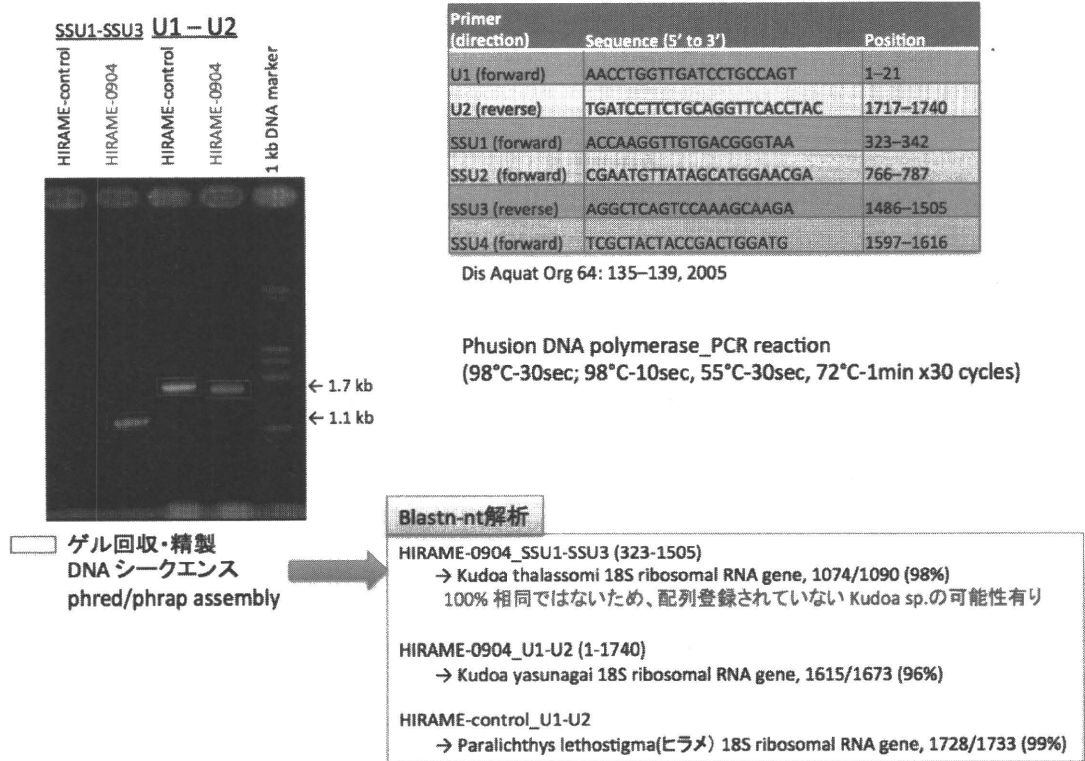 SSU1-SSU3 U1 – U2
HIRAME-control
HIRAME-0904
HIRAME-control
HIRAME-0904
1 kb DNA marker
← 1.7 kb
← 1.1 kb
Primer (direction) Sequence (5' to 3') Position
U1 (forward) AACCTGGTTGATCCTGCCAGT 1–21
U2 (reverse) TGATCCTTCTGCAGGTTCACCTAC 1717–1740
SSU1 (forward) ACCAAGGTTGTGACGGGTAA 323–342
SSU2 (forward) CGAATGTTATAGCATGGAACGA 766–787
SSU3 (reverse) AGGCTCAGTCCAAAGCAAGA 1486–1505
SSU4 (forward) TCGCTACTACCGACTGGATG 1597–1616
Dis Aquat Org 64: 135–139, 2005
Phusion DNA polymerase_PCR reaction
(98°C-30sec; 98°C-10sec, 55°C-30sec, 72°C-1min x30 cycles)
ゲル回収・精製
DNA シークエンス
phred/phrap assembly
Blastn-nt解析
HIRAME-0904_SSU1-SSU3 (323-1505)
→ Kudoa thalassomi 18S ribosomal RNA gene, 1074/1090 (98%)
100% 相同ではないため、配列登録されていない Kudoa sp.の可能性有り
HIRAME-0904_U1-U2 (1-1740)
→ Kudoa yasunagai 18S ribosomal RNA gene, 1615/1673 (96%)
HIRAME-control_U1-U2
→ Paralichthys lethostigma(ヒラメ) 18S ribosomal RNA gene, 1728/1733 (99%)